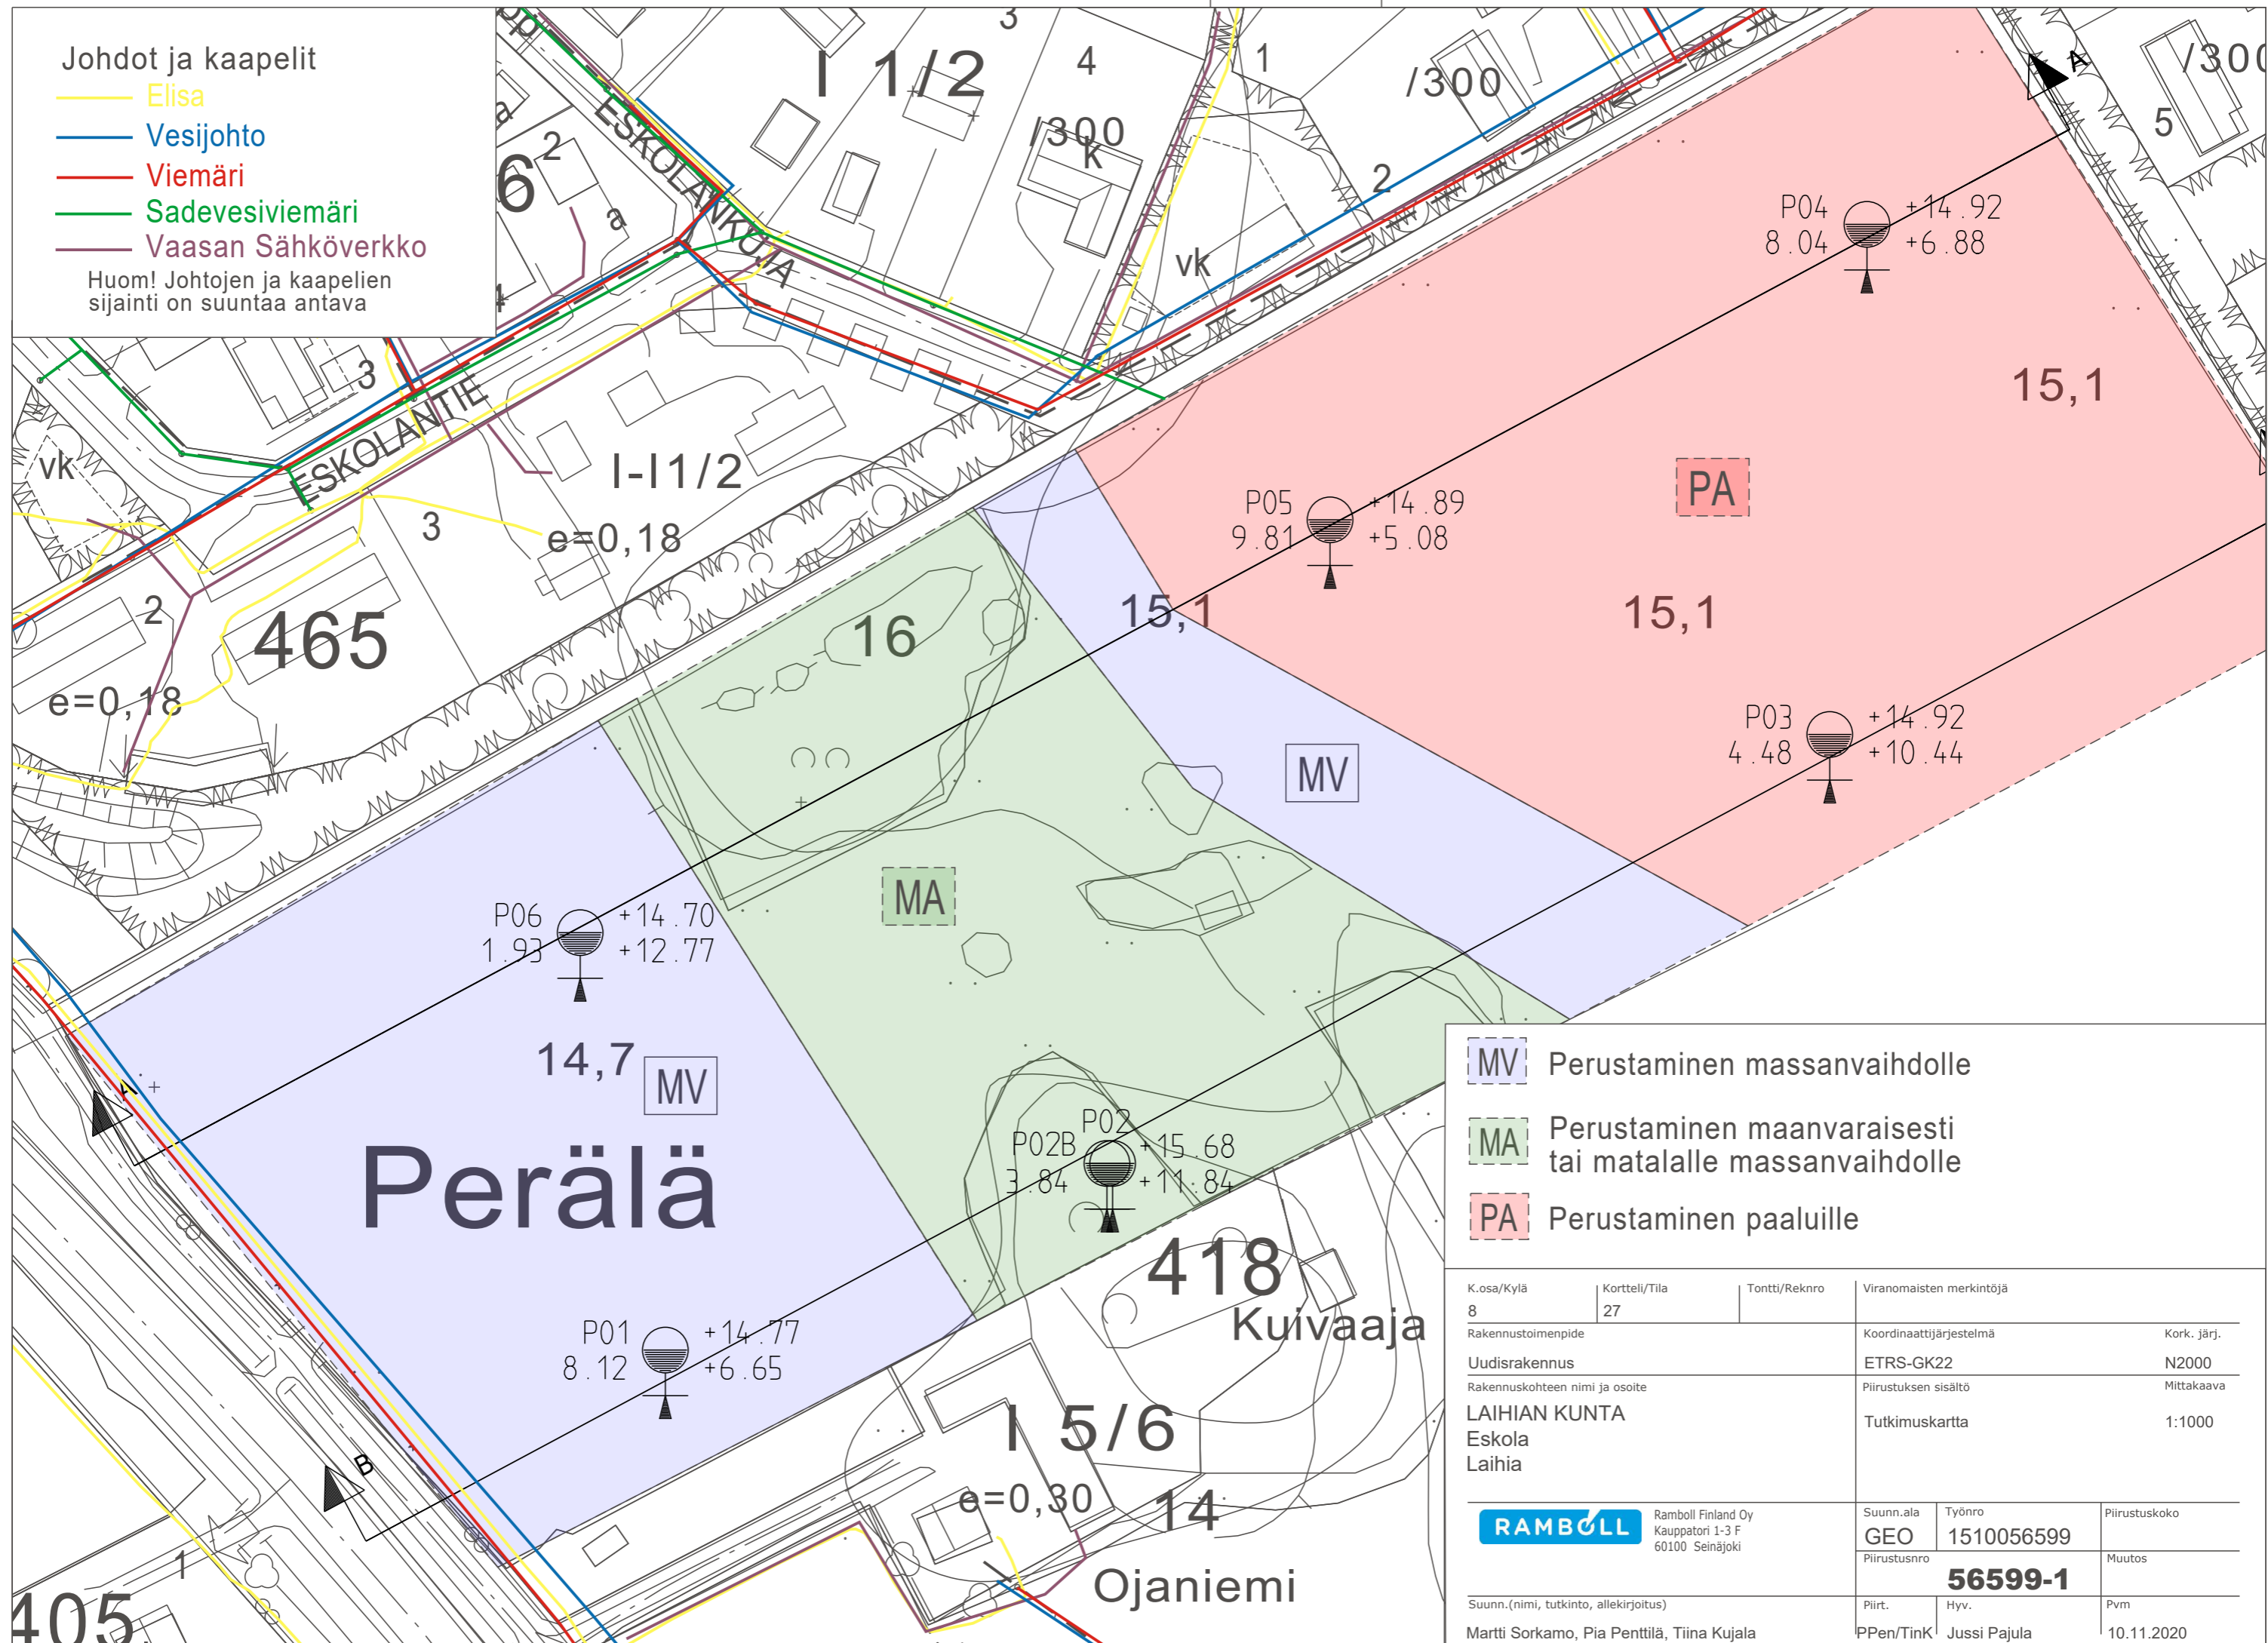 Johdot ja kaapelit
Elisa
Vesijohto
Viemäri
Sadevesiviemäri
Vaasan Sähköverkko
Huom! Johtojen ja kaapelien
sijainti on suuntaa antava
ESKOLANKUJA
I 1/2
3
4
1
/300
/300
/300
5
A
k
2
6
2
a
a
vk
P04
8.04
+14.92
+6.88
3
ESKOLANTIE
15,1
vk
I-I1/2
3
e=0,18
P05
9.81
+14.89
+5.08
PA
2
465
16
15,1
15,1
e=0,18
P03
4.48
+14.92
+10.44
MV
MA
P06
1.93
+14.70
+12.77
14,7
MV
A
Perälä
P02
P02B
3.84
+15.68
+11.84
418
Kuivaaja
P01
8.12
+14.77
+6.65
I 5/6
B
e=0,30
14
Ojaniemi
1
405
MV Perustaminen massanvaihdolle
MA Perustaminen maanvaraisesti
tai matalalle massanvaihdolle
PA Perustaminen paaluille
K.osa/Kylä Kortteli/Tila Tontti/Reknro Viranomaisten merkintöjä
8 27
Rakennustoimenpide Koordinaattijärjestelmä Kork. järj.
Uudisrakennus ETRS-GK22 N2000
Rakennuskohteen nimi ja osoite Piirustuksen sisältö Mittakaava
LAIHIAN KUNTA Tutkimuskartta 1:1000
Eskola
Laihia
RAMBOLL
Ramboll Finland Oy
Kauppatori 1-3 F
60100 Seinäjoki
Suunn.ala Työnro Piirustuskoko
GEO 1510056599
Piirustusnro Muutos
56599-1
Suunn.(nimi, tutkinto, allekirjoitus) Piirt. Hyv. Pvm
Martti Sorkamo, Pia Penttilä, Tiina Kujala PPen/TinK Jussi Pajula 10.11.2020